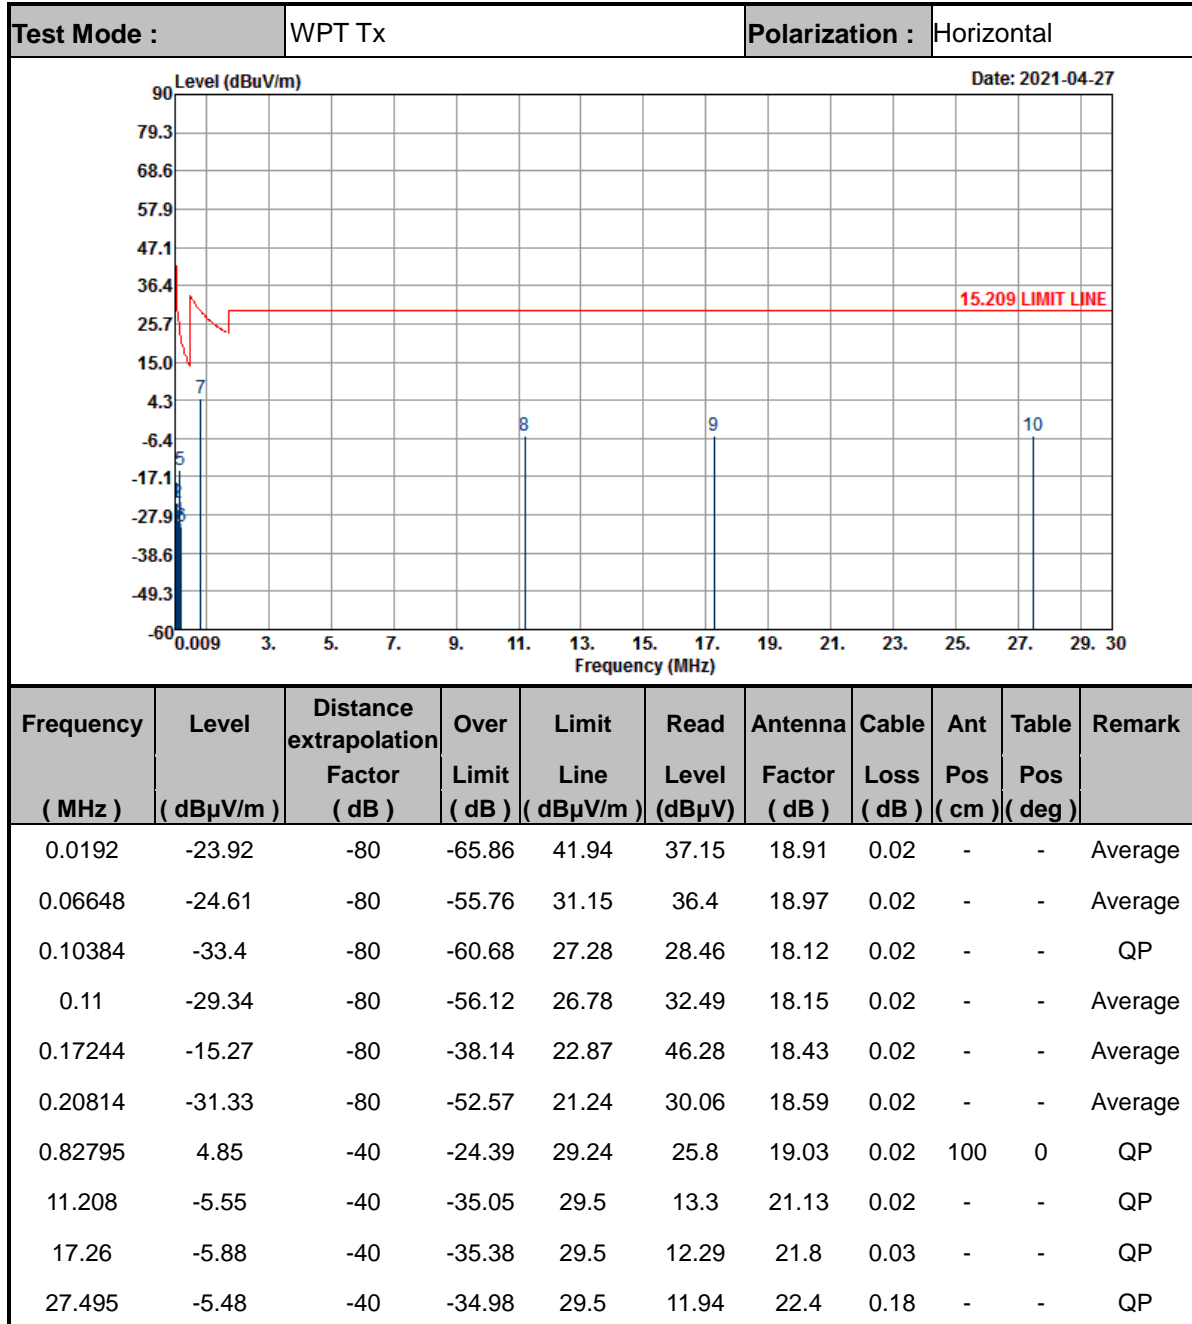 Test Mode : WPT Tx Polarization : Horizontal
Level (dBuV/m) Date: 2021-04-27
90
79.3
68.6
57.9
47.1
36.4
15.209 LIMIT LINE
25.7
15.0
7
4.3
8 9 10
-6.4
5
-17.1
-27.9
-38.6
-49.3
-60
0.009 3. 5. 7. 9. 11. 13. 15. 17. 19. 21. 23. 25. 27. 29. 30
Frequency (MHz)
Frequency Level Distance extrapolation Over Limit Read Antenna Cable Ant Table Remark
Factor Limit Line Level Factor Loss Pos Pos
( MHz ) ( dBµV/m ) ( dB ) ( dB ) ( dBµV/m ) (dBµV) ( dB ) ( dB ) ( cm ) ( deg )
0.0192 -23.92 -80 -65.86 41.94 37.15 18.91 0.02 - - Average
0.06648 -24.61 -80 -55.76 31.15 36.4 18.97 0.02 - - Average
0.10384 -33.4 -80 -60.68 27.28 28.46 18.12 0.02 - - QP
0.11 -29.34 -80 -56.12 26.78 32.49 18.15 0.02 - - Average
0.17244 -15.27 -80 -38.14 22.87 46.28 18.43 0.02 - - Average
0.20814 -31.33 -80 -52.57 21.24 30.06 18.59 0.02 - - Average
0.82795 4.85 -40 -24.39 29.24 25.8 19.03 0.02 100 0 QP
11.208 -5.55 -40 -35.05 29.5 13.3 21.13 0.02 - - QP
17.26 -5.88 -40 -35.38 29.5 12.29 21.8 0.03 - - QP
27.495 -5.48 -40 -34.98 29.5 11.94 22.4 0.18 - - QP